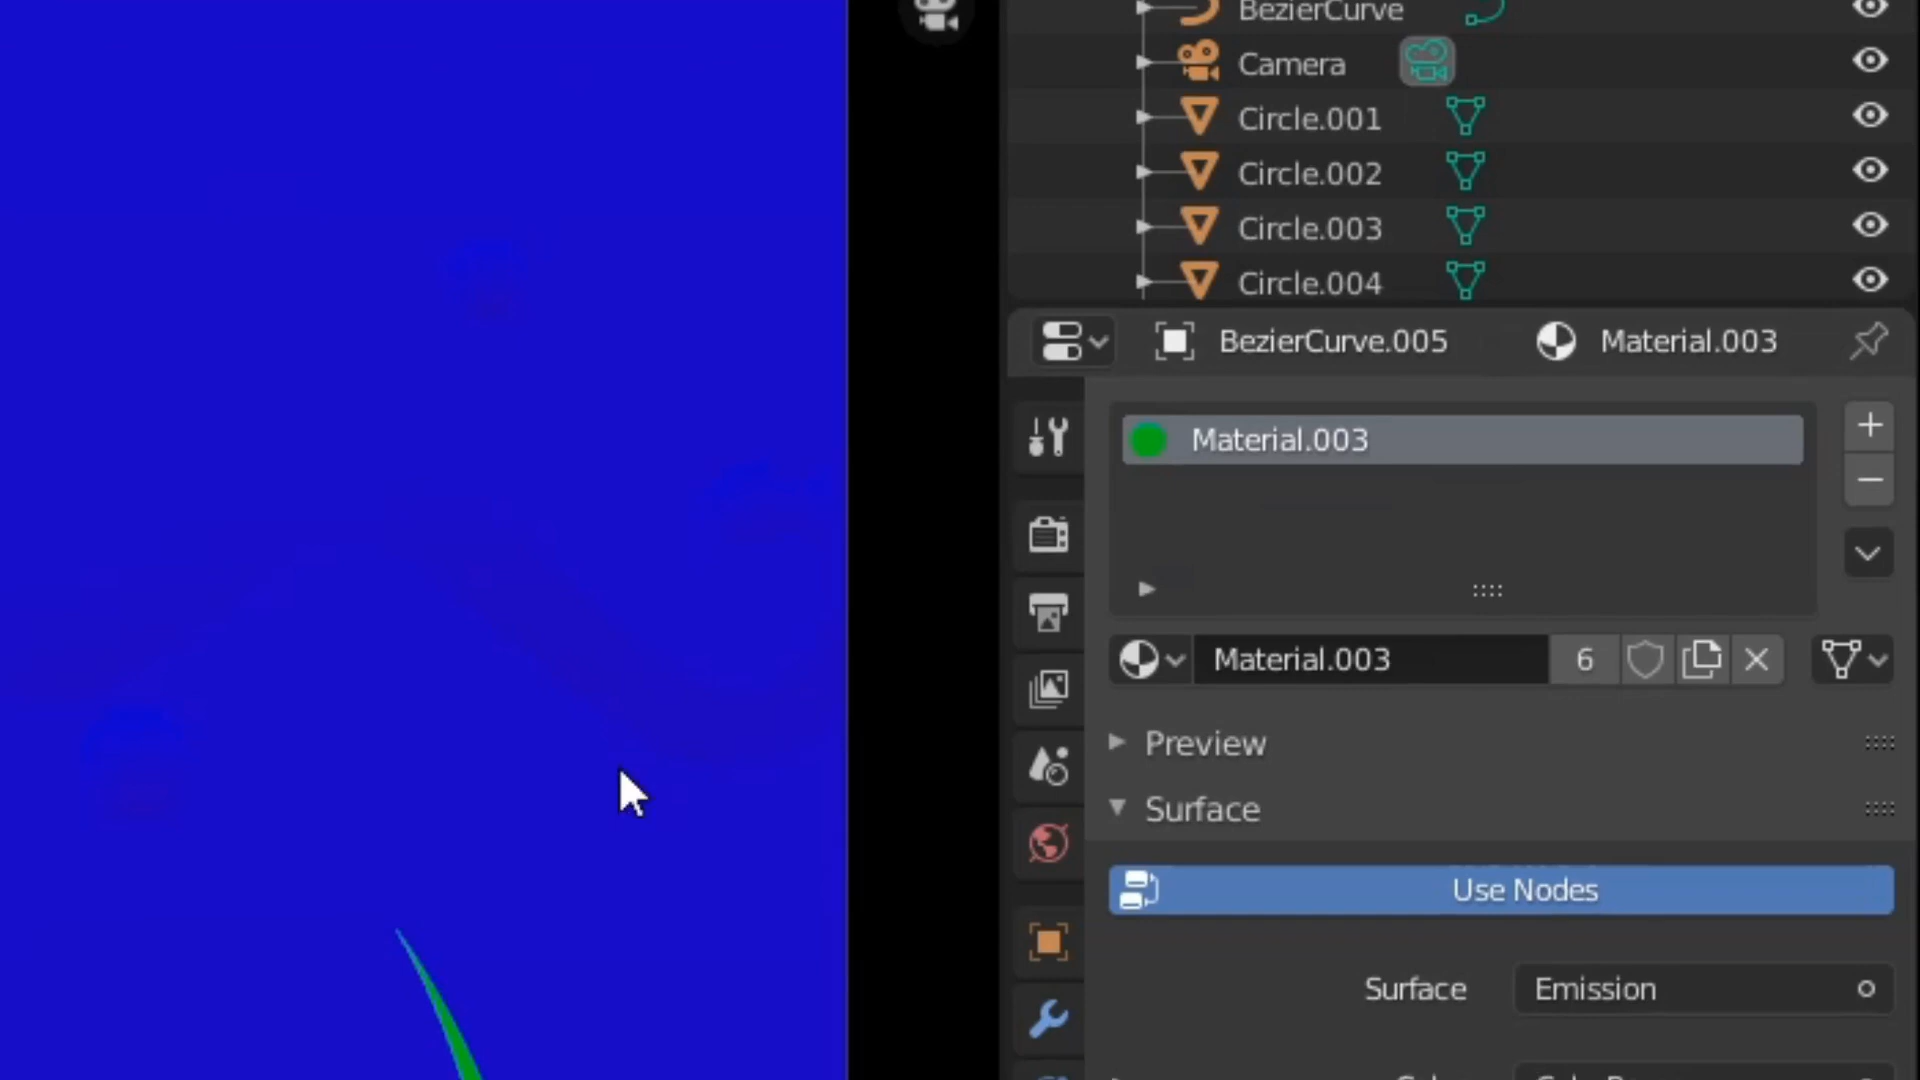 BezierCurve
Camera
Circle.001
Circle.002
Circle.003
Circle.004
BezierCurve.005 Material.003
Material.003
Material.003 6
Preview
Surface
Use Nodes
Surface Emission